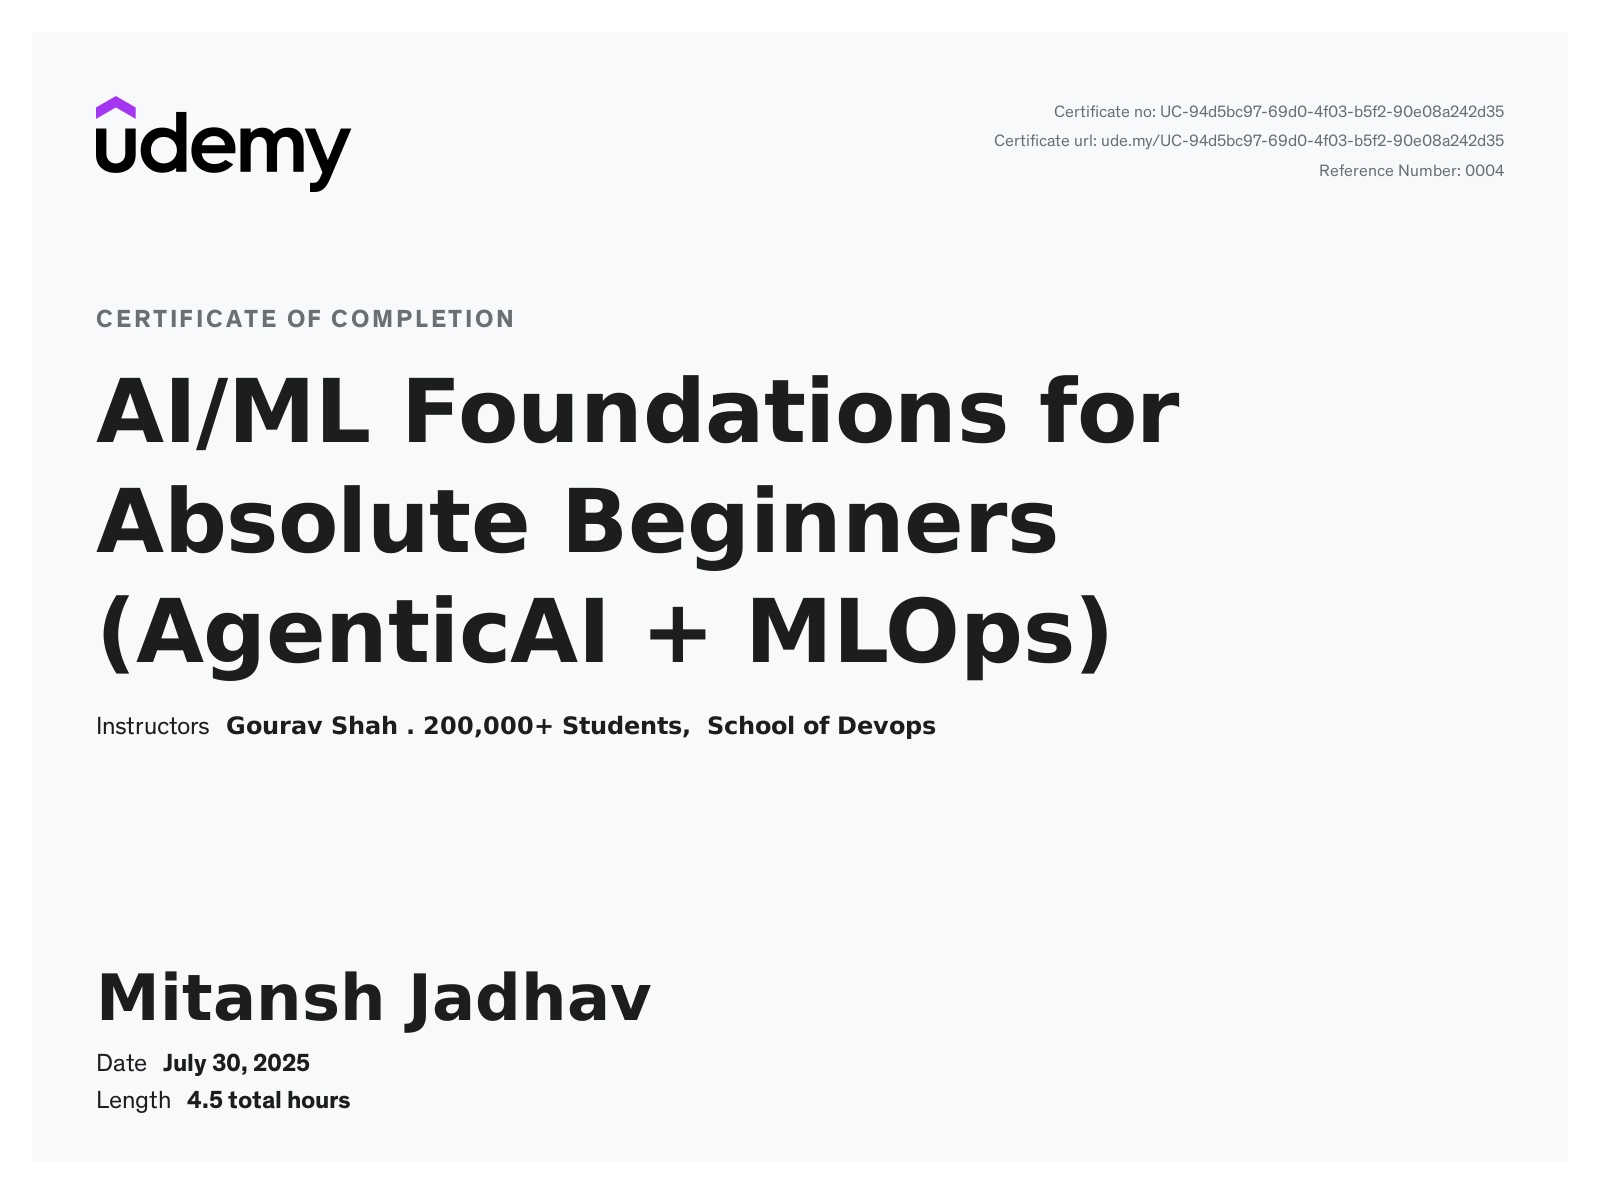 udemy
Certificate no: UC-94d5bc97-69d0-4f03-b5f2-90e08a242d35
Certificate url: ude.my/UC-94d5bc97-69d0-4f03-b5f2-90e08a242d35
Reference Number: 0004
CERTIFICATE OF COMPLETION
AI/ML Foundations for
Absolute Beginners
(AgenticAI + MLOps)
Instructors Gourav Shah . 200,000+ Students, School of Devops
Mitansh Jadhav
Date July 30, 2025
Length 4.5 total hours